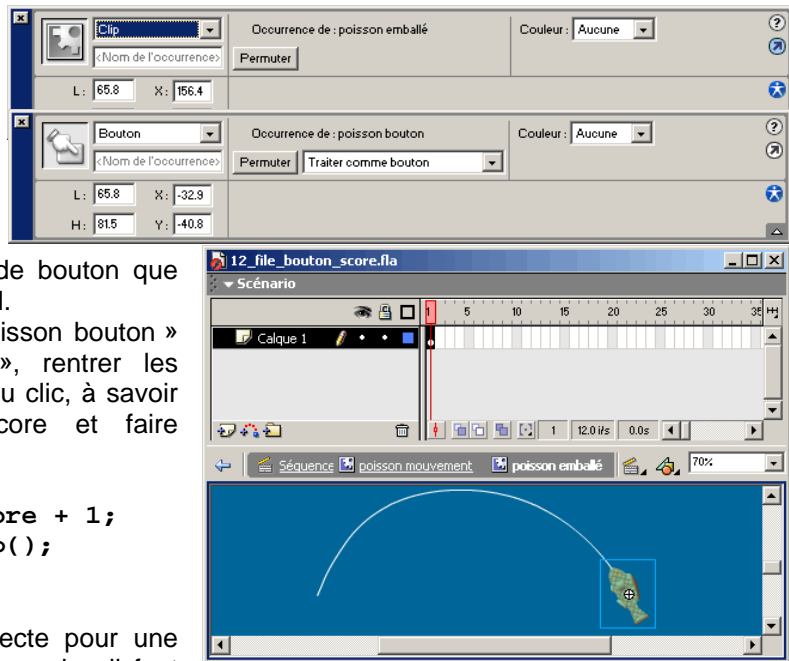 Clip
Occurrence de : poisson emballé
Couleur : Aucune
?
<Nom de l'occurrence>
Permuter
L : 65.8 X : 156.4
Bouton
Occurrence de : poisson bouton
Couleur : Aucune
?
<Nom de l'occurrence>
Permuter
Traiter comme bouton
L : 65.8 X : -32.9
H : 81.5 Y : -40.8
de bouton que
isson bouton »
», rentrer les
u clic, à savoir
core et faire
ore + 1;
ecte pour une
12_file_bouton_score.fla
Scénario
1 5 10 15 20 25 30 35
Calque 1
1 12.0 i/s 0.0s
Séquence poisson mouvement poisson emballé 70%